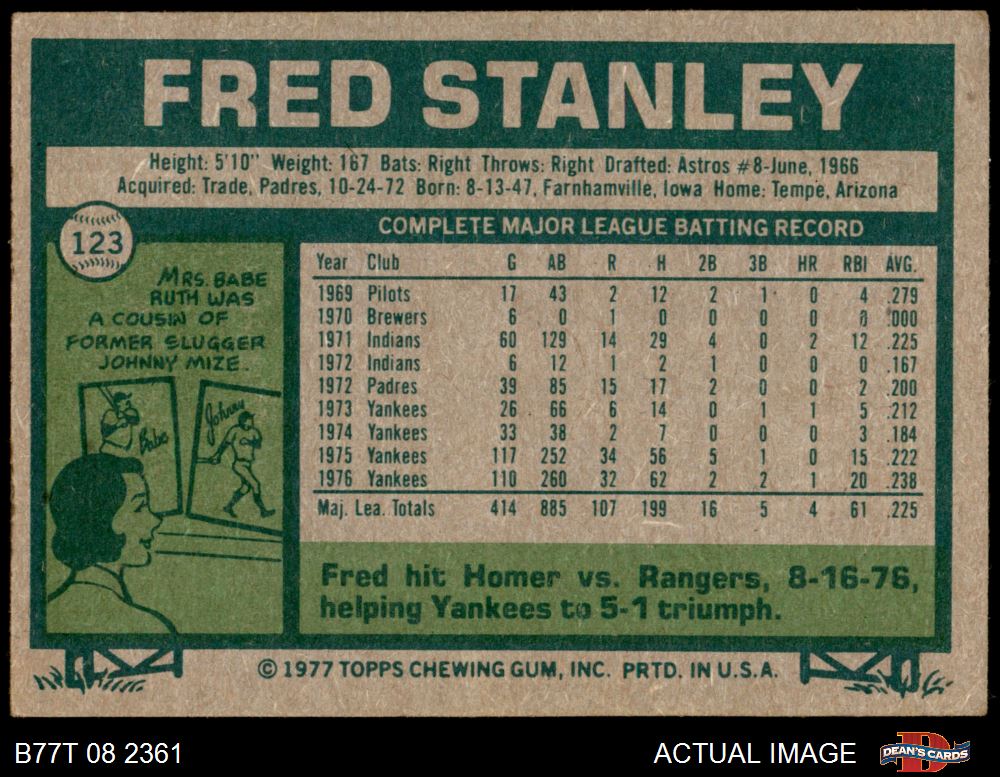 FRED STANLEY
Height: 5'10" Weight: 167 Bats: Right Throws: Right Drafted: Astros #8-June, 1966
Acquired: Trade, Padres, 10-24-72 Born: 8-13-47, Farnhamville, Iowa Home: Tempe, Arizona
123
MRS. BABE
RUTH WAS
A COUSIN OF
FORMER SLUGGER
JOHNNY MIZE.
Babe
Johnny
COMPLETE MAJOR LEAGUE BATTING RECORD
Year Club G AB R H 2B 3B HR RBI AVG.
1969 Pilots 17 43 2 12 2 1 0 4 .279
1970 Brewers 6 0 1 0 0 0 0 0 .000
1971 Indians 60 129 14 29 4 0 2 12 .225
1972 Indians 6 12 1 2 1 0 0 0 .167
1972 Padres 39 85 15 17 2 0 0 2 .200
1973 Yankees 26 66 6 14 0 1 1 5 .212
1974 Yankees 33 38 2 7 0 0 0 3 .184
1975 Yankees 117 252 34 56 5 1 0 15 .222
1976 Yankees 110 260 32 62 2 2 1 20 .238
Maj. Lea. Totals 414 885 107 199 16 5 4 61 .225
Fred hit Homer vs. Rangers, 8-16-76,
helping Yankees to 5-1 triumph.
© 1977 TOPPS CHEWING GUM, INC. PRTD. IN U.S.A.
B77T 08 2361
ACTUAL IMAGE
DEAN'S CARDS